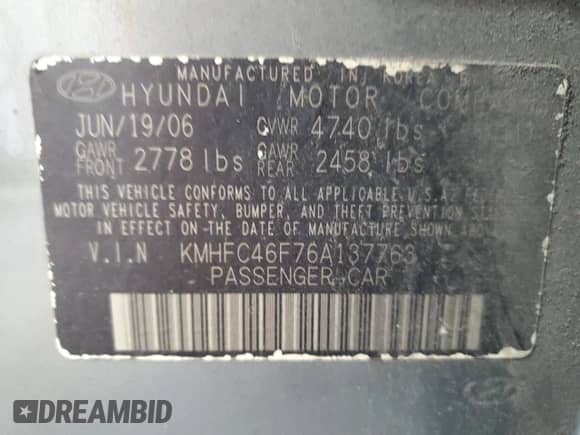 MANUFACTURED IN KOREA
HYUNDAI MOTOR COMPANY
JUN/19/06 GVWR 4740 lbs
GAWR FRONT 2778 lbs GAWR REAR 2458 lbs
THIS VEHICLE CONFORMS TO ALL APPLICABLE U.S.A.
MOTOR VEHICLE SAFETY, BUMPER, AND THEFT PREVENTION
IN EFFECT ON THE DATE OF MANUFACTURE SHOWN ABOVE
V.I.N KMHFC46F76A137763
PASSENGER CAR
DREAMBID